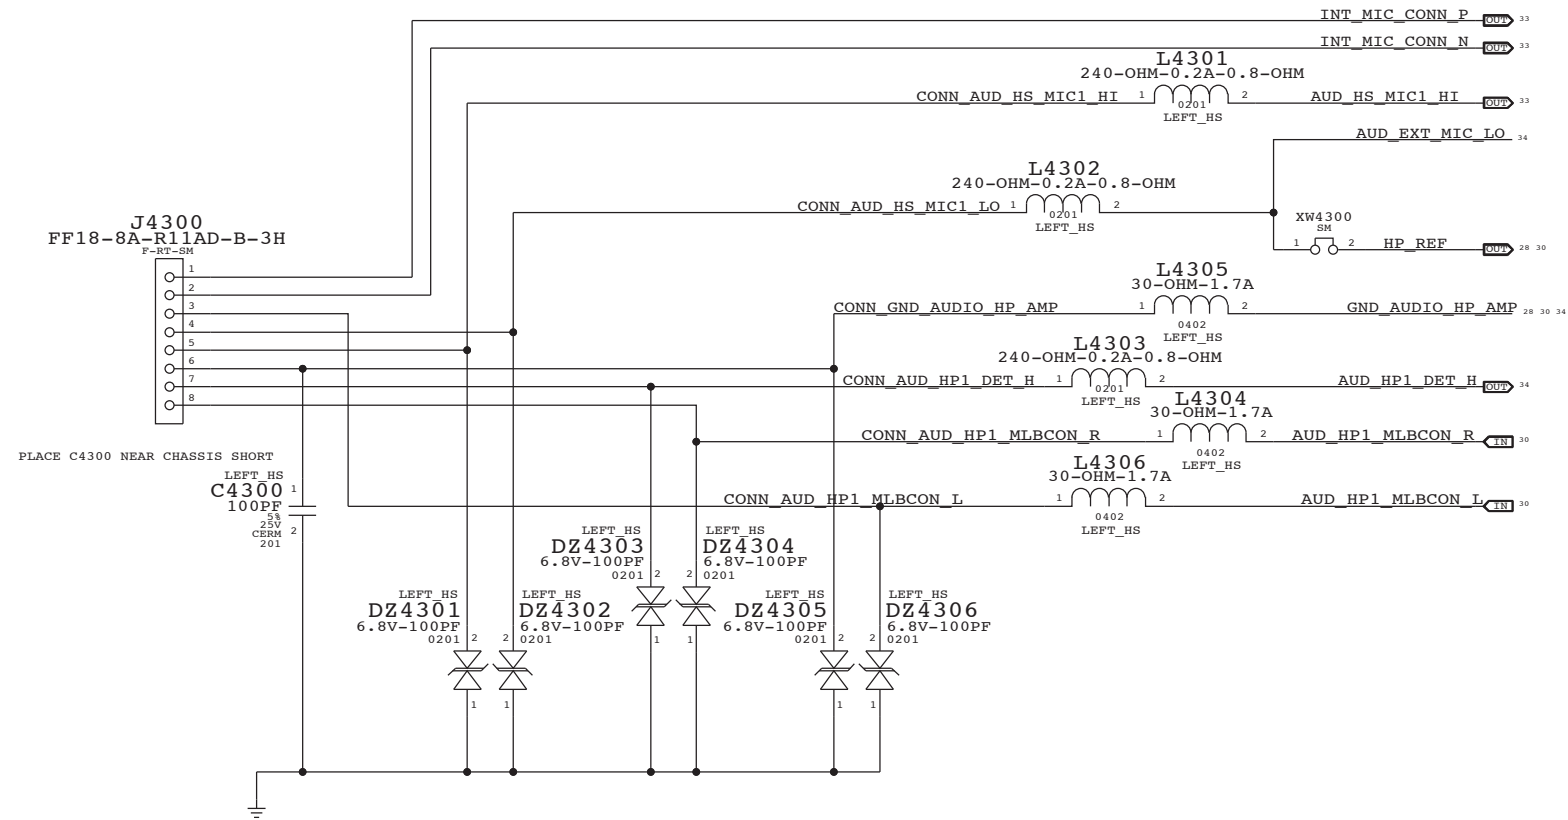 INT_MIC_CONN_P OUT 33
INT_MIC_CONN_N OUT 33
L4301
240-OHM-0.2A-0.8-OHM
CONN_AUD_HS_MIC1_HI 1 2 AUD_HS_MIC1_HI OUT 33
0201
LEFT_HS
AUD_EXT_MIC_LO 34
L4302
240-OHM-0.2A-0.8-OHM
CONN_AUD_HS_MIC1_LO 1 2
0201
LEFT_HS
XW4300
SM
1 2 HP_REF OUT 28 30
J4300
FF18-8A-R11AD-B-3H
F-RT-SM
1
2
3
4
5
6
7
8
L4305
30-OHM-1.7A
CONN_GND_AUDIO_HP_AMP 1 2 GND_AUDIO_HP_AMP 28 30 34
0402
LEFT_HS
L4303
240-OHM-0.2A-0.8-OHM
CONN_AUD_HP1_DET_H 1 2 AUD_HP1_DET_H OUT 34
0201
LEFT_HS
L4304
30-OHM-1.7A
CONN_AUD_HP1_MLBCON_R 1 2 AUD_HP1_MLBCON_R IN 30
0402
LEFT_HS
L4306
30-OHM-1.7A
CONN_AUD_HP1_MLBCON_L 1 2 AUD_HP1_MLBCON_L IN 30
0402
LEFT_HS
PLACE C4300 NEAR CHASSIS SHORT
LEFT_HS
C4300 1
100PF
5%
25V
CERM 2
201
LEFT_HS
DZ4303
6.8V-100PF
0201 2
1
LEFT_HS
DZ4304
6.8V-100PF
2 0201
1
LEFT_HS
DZ4301
6.8V-100PF
0201 2
1
LEFT_HS
DZ4302
6.8V-100PF
2 0201
1
LEFT_HS
DZ4305
6.8V-100PF
0201 2
1
LEFT_HS
DZ4306
6.8V-100PF
2 0201
1